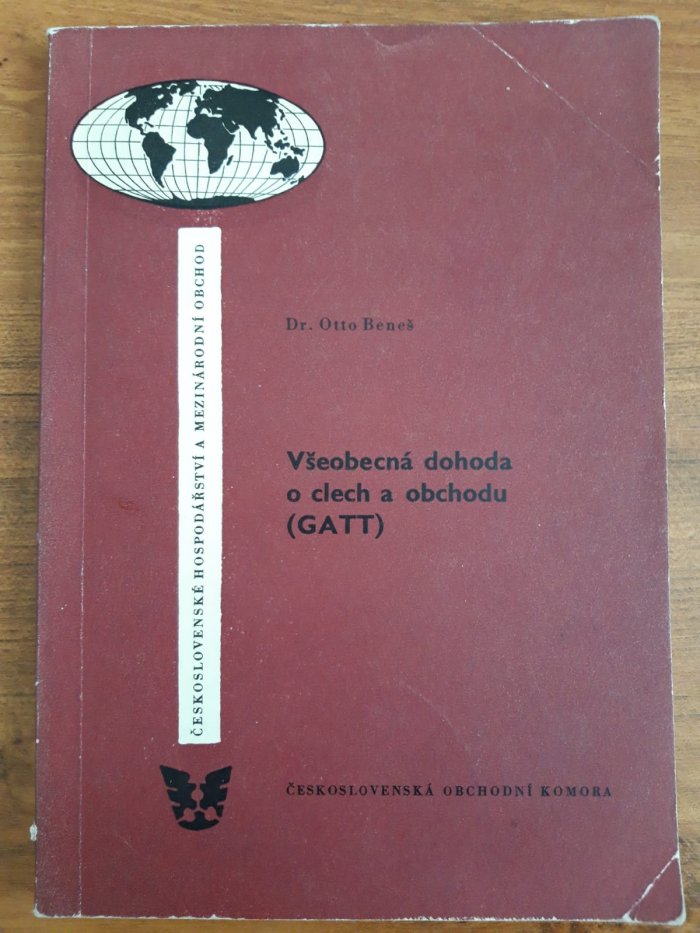 Dr. Otto Beneš
Všeobecná dohoda
o clech a obchodu
(GATT)
ČESKOSLOVENSKÉ HOSPODÁŘSTVÍ A MEZINÁRODNÍ OBCHOD
ČESKOSLOVENSKÁ OBCHODNÍ KOMORA